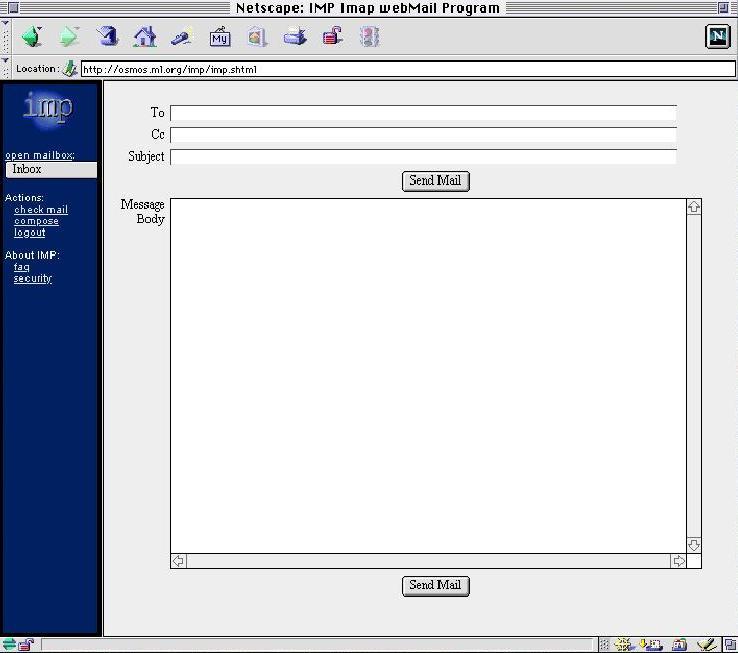 Netscape: IMP Imap webMail Program
My
N
Location: http://osmos.ml.org/imp/imp.shtml
imp
open mailbox:
Inbox
Actions:
check mail
compose
logout
About IMP:
faq
security
To
Cc
Subject
Send Mail
Message
Body
Send Mail